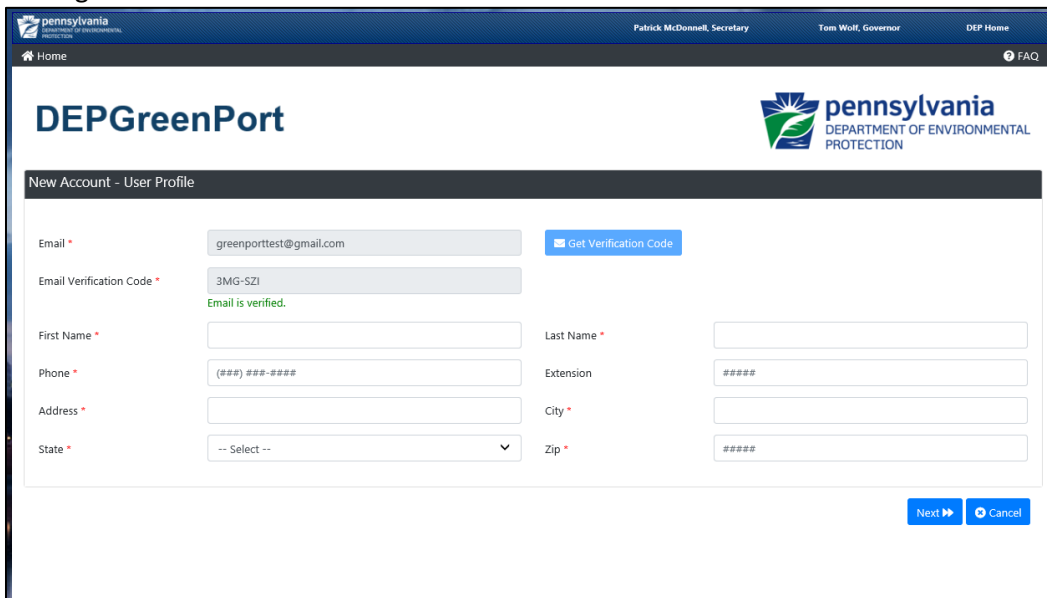 pennsylvania
DEPARTMENT OF ENVIRONMENTAL
PROTECTION
Patrick McDonnell, Secretary Tom Wolf, Governor DEP Home
Home FAQ
DEPGreenPort
pennsylvania
DEPARTMENT OF ENVIRONMENTAL
PROTECTION
New Account - User Profile
Email * greenporttest@gmail.com Get Verification Code
Email Verification Code * 3MG-SZI
Email is verified.
First Name * Last Name *
Phone * (###) ###-#### Extension #####
Address * City *
State * -- Select -- Zip * #####
Next Cancel